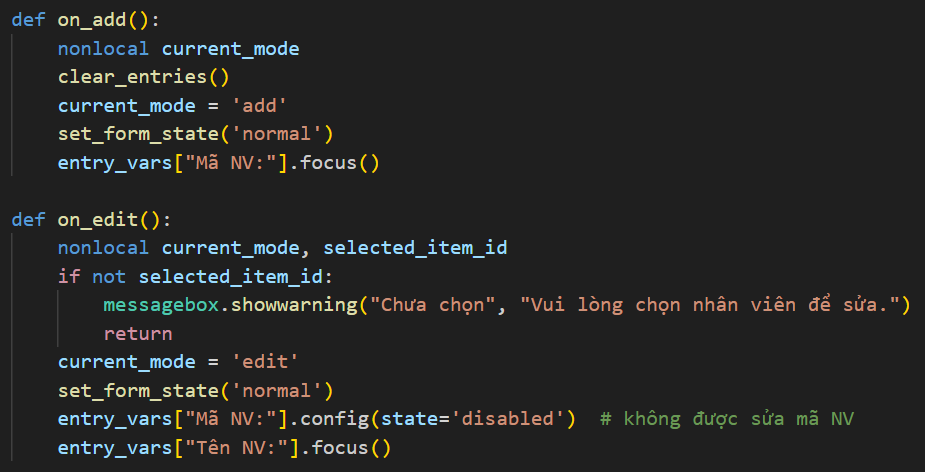 def on_add():
    nonlocal current_mode
    clear_entries()
    current_mode = 'add'
    set_form_state('normal')
    entry_vars["Mã NV:"].focus()

def on_edit():
    nonlocal current_mode, selected_item_id
    if not selected_item_id:
        messagebox.showwarning("Chưa chọn", "Vui lòng chọn nhân viên để sửa.")
        return
    current_mode = 'edit'
    set_form_state('normal')
    entry_vars["Mã NV:"].config(state='disabled')  # không được sửa mã NV
    entry_vars["Tên NV:"].focus()